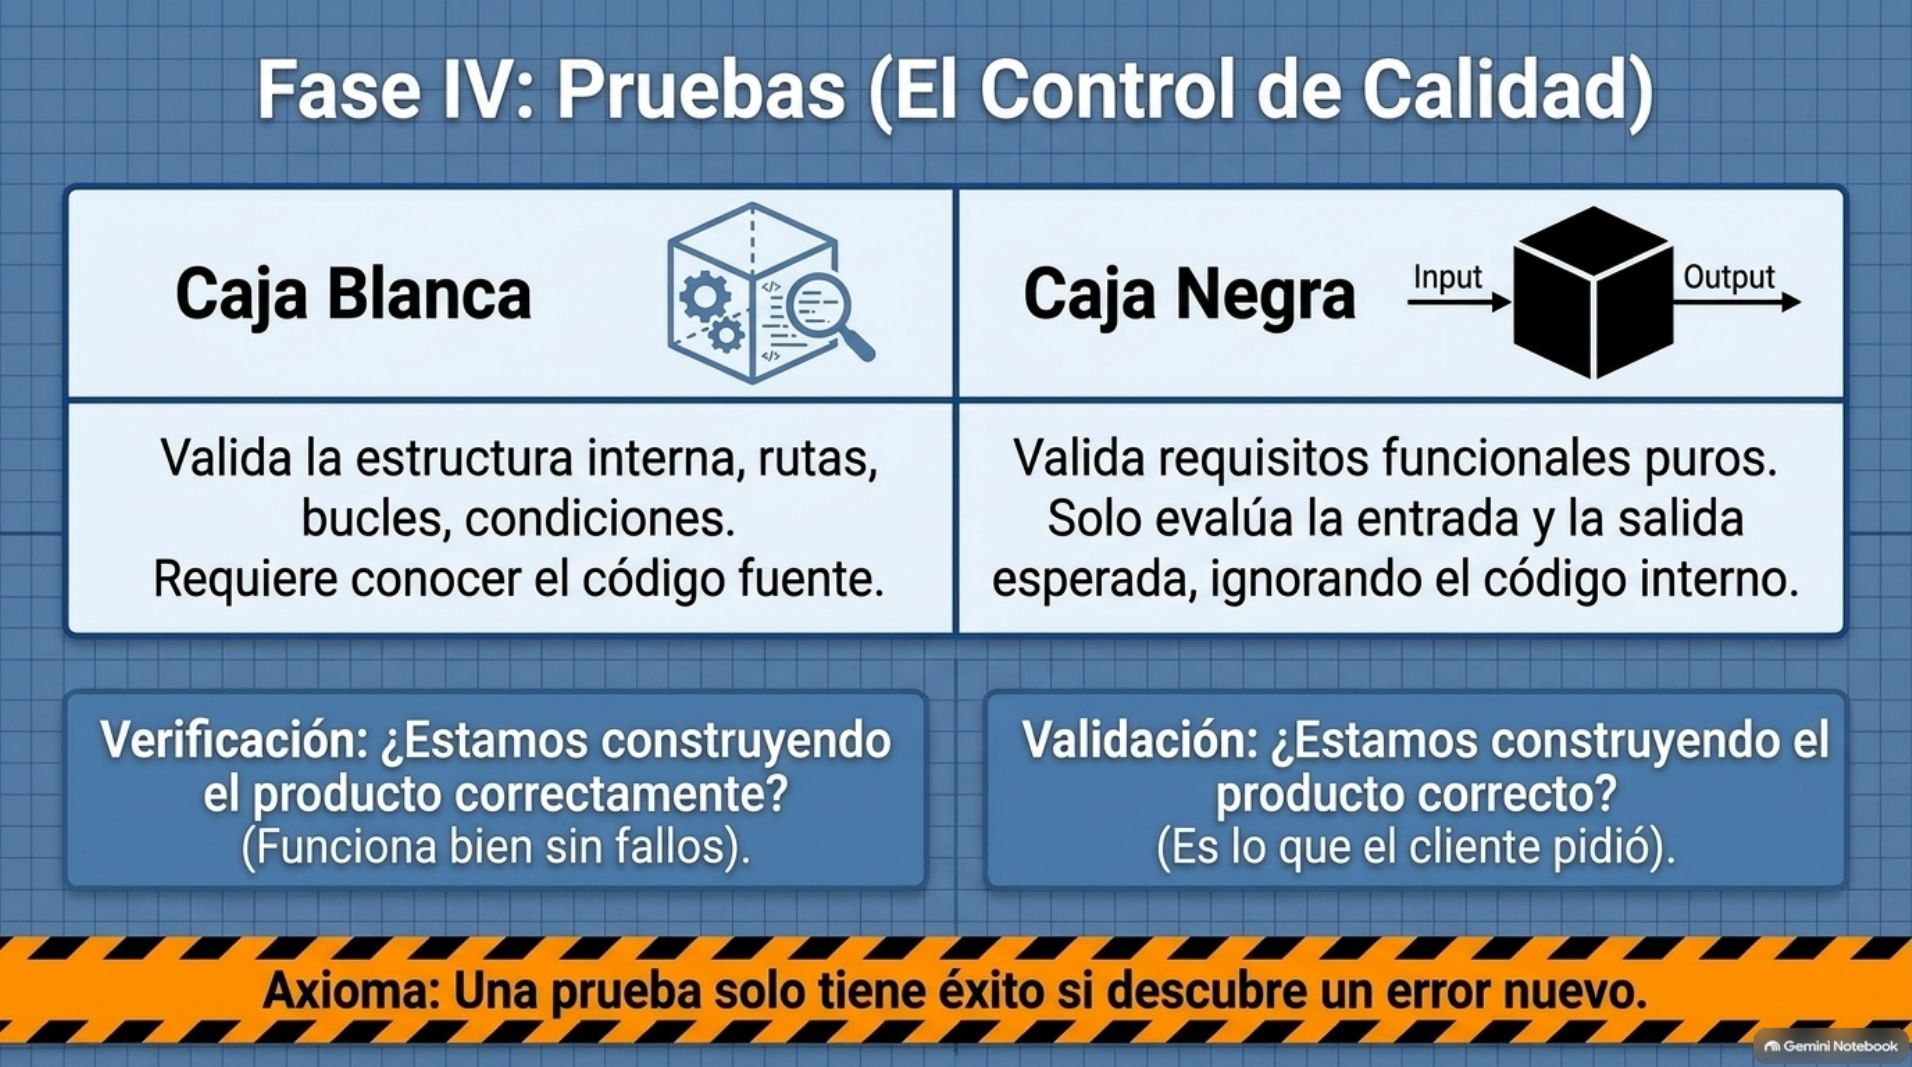 Fase IV: Pruebas (El Control de Calidad)
Caja Blanca
</>
</>
Caja Negra
Input
Output
Valida la estructura interna, rutas,
bucles, condiciones.
Requiere conocer el código fuente.
Valida requisitos funcionales puros.
Solo evalúa la entrada y la salida
esperada, ignorando el código interno.
Verificación: ¿Estamos construyendo
el producto correctamente?
(Funciona bien sin fallos).
Validación: ¿Estamos construyendo el
producto correcto?
(Es lo que el cliente pidió).
Axioma: Una prueba solo tiene éxito si descubre un error nuevo.
Gemini Notebook